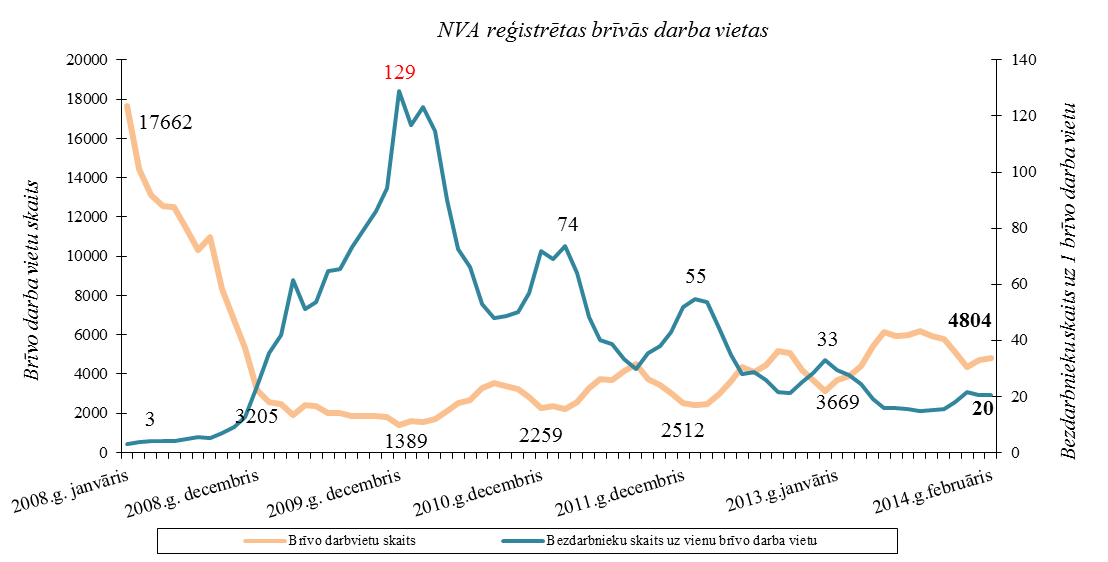 NVA reģistrētas brīvās darba vietas
Brīvo darba vietu skaits
Bezdarbnieku skaits uz 1 brīvo darba vietu
20000
18000
16000
14000
12000
10000
8000
6000
4000
2000
0
140
120
100
80
60
40
20
0
17662
3
3205
129
1389
74
2259
55
2512
33
3669
4804
20
2008.g. janvāris
2008.g. decembris
2009.g. decembris
2010.g.decembris
2011.g.decembris
2013.g.janvāris
2014.g.februāris
Brīvo darbvietu skaits
Bezdarbnieku skaits uz vienu brīvo darba vietu